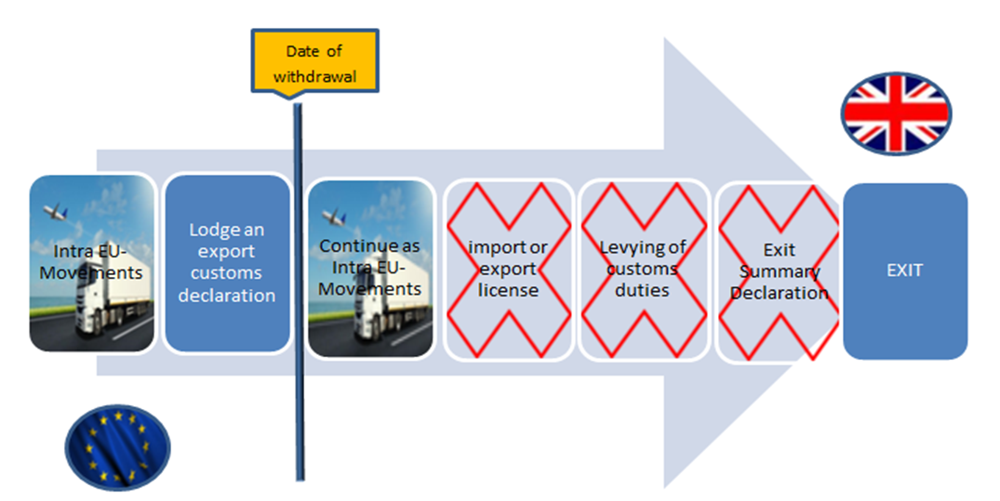 Date of
withdrawal
Intra EU-
Movements
Lodge an
export
customs
declaration
Continue as
Intra EU-
Movements
import or
export
license
Levying of
customs
duties
Exit
Summary
Declaration
EXIT